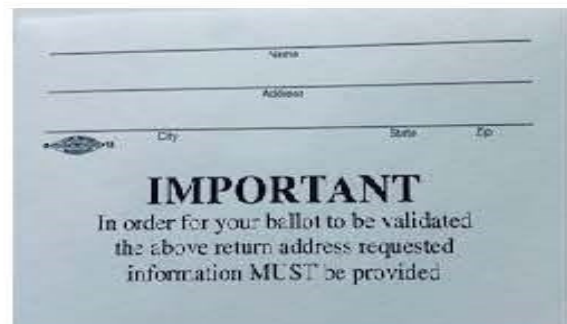 Name
Address
City State Zip
IMPORTANT
In order for your ballot to be validated
the above return address requested
information MUST be provided